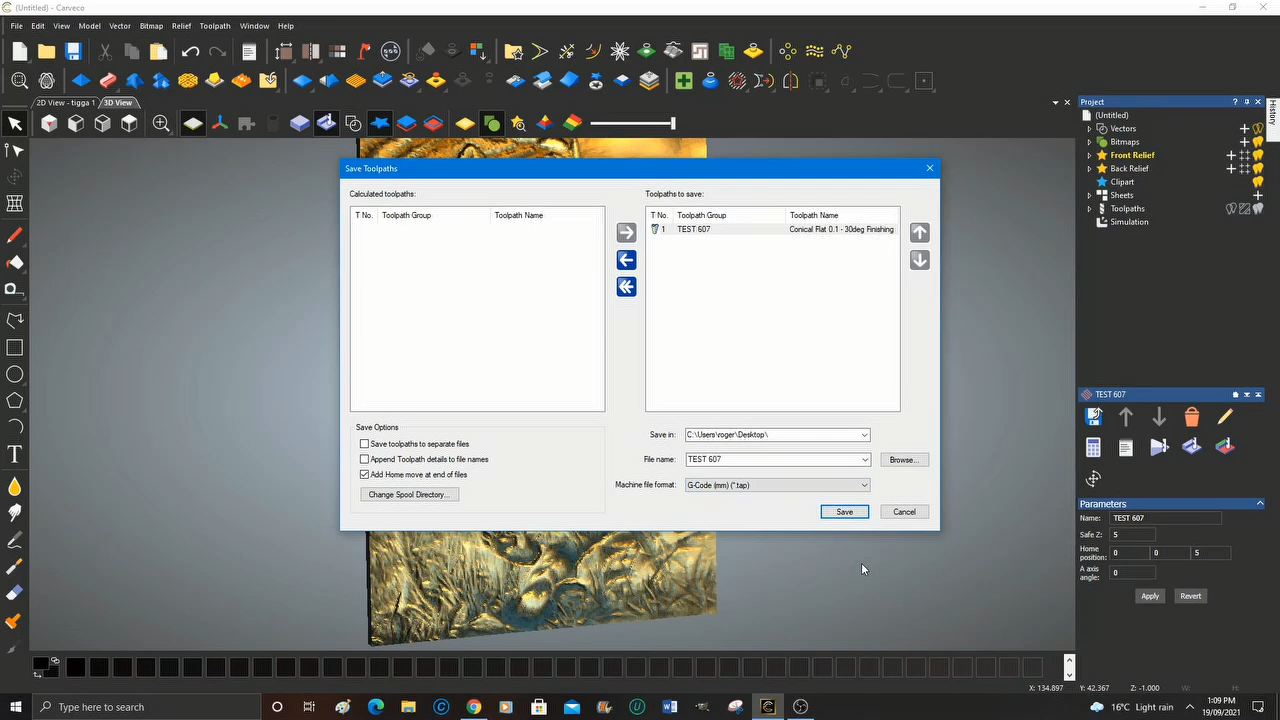 (Untitled) - Carveco
File Edit View Model Vector Bitmap Relief Toolpath Window Help
2D View - tigga 1 3D View
Project
History
(Untitled)
Vectors
Bitmaps
Front Relief
Back Relief
Clipart
Sheets
Toolpaths
Simulation
Save Toolpaths
Calculated toolpaths:
T No. Toolpath Group Toolpath Name
Toolpaths to save:
T No. Toolpath Group Toolpath Name
1 TEST 607 Conical Flat 0.1 - 30deg Finishing
Save Options
Save toolpaths to separate files
Append Toolpath details to file names
Add Home move at end of files
Change Spool Directory...
Save in: C:\Users\roger\Desktop\
File name: TEST 607 Browse...
Machine file format: G-Code (mm) (*.tap)
Save Cancel
TEST 607
Parameters
Name: TEST 607
Safe Z: 5
Home position: 0 0 5
A axis angle: 0
Apply Revert
X: 134.897 Y: 42.367 Z: -1.000 W: H:
Type here to search
16°C Light rain
1:09 PM
19/09/2021